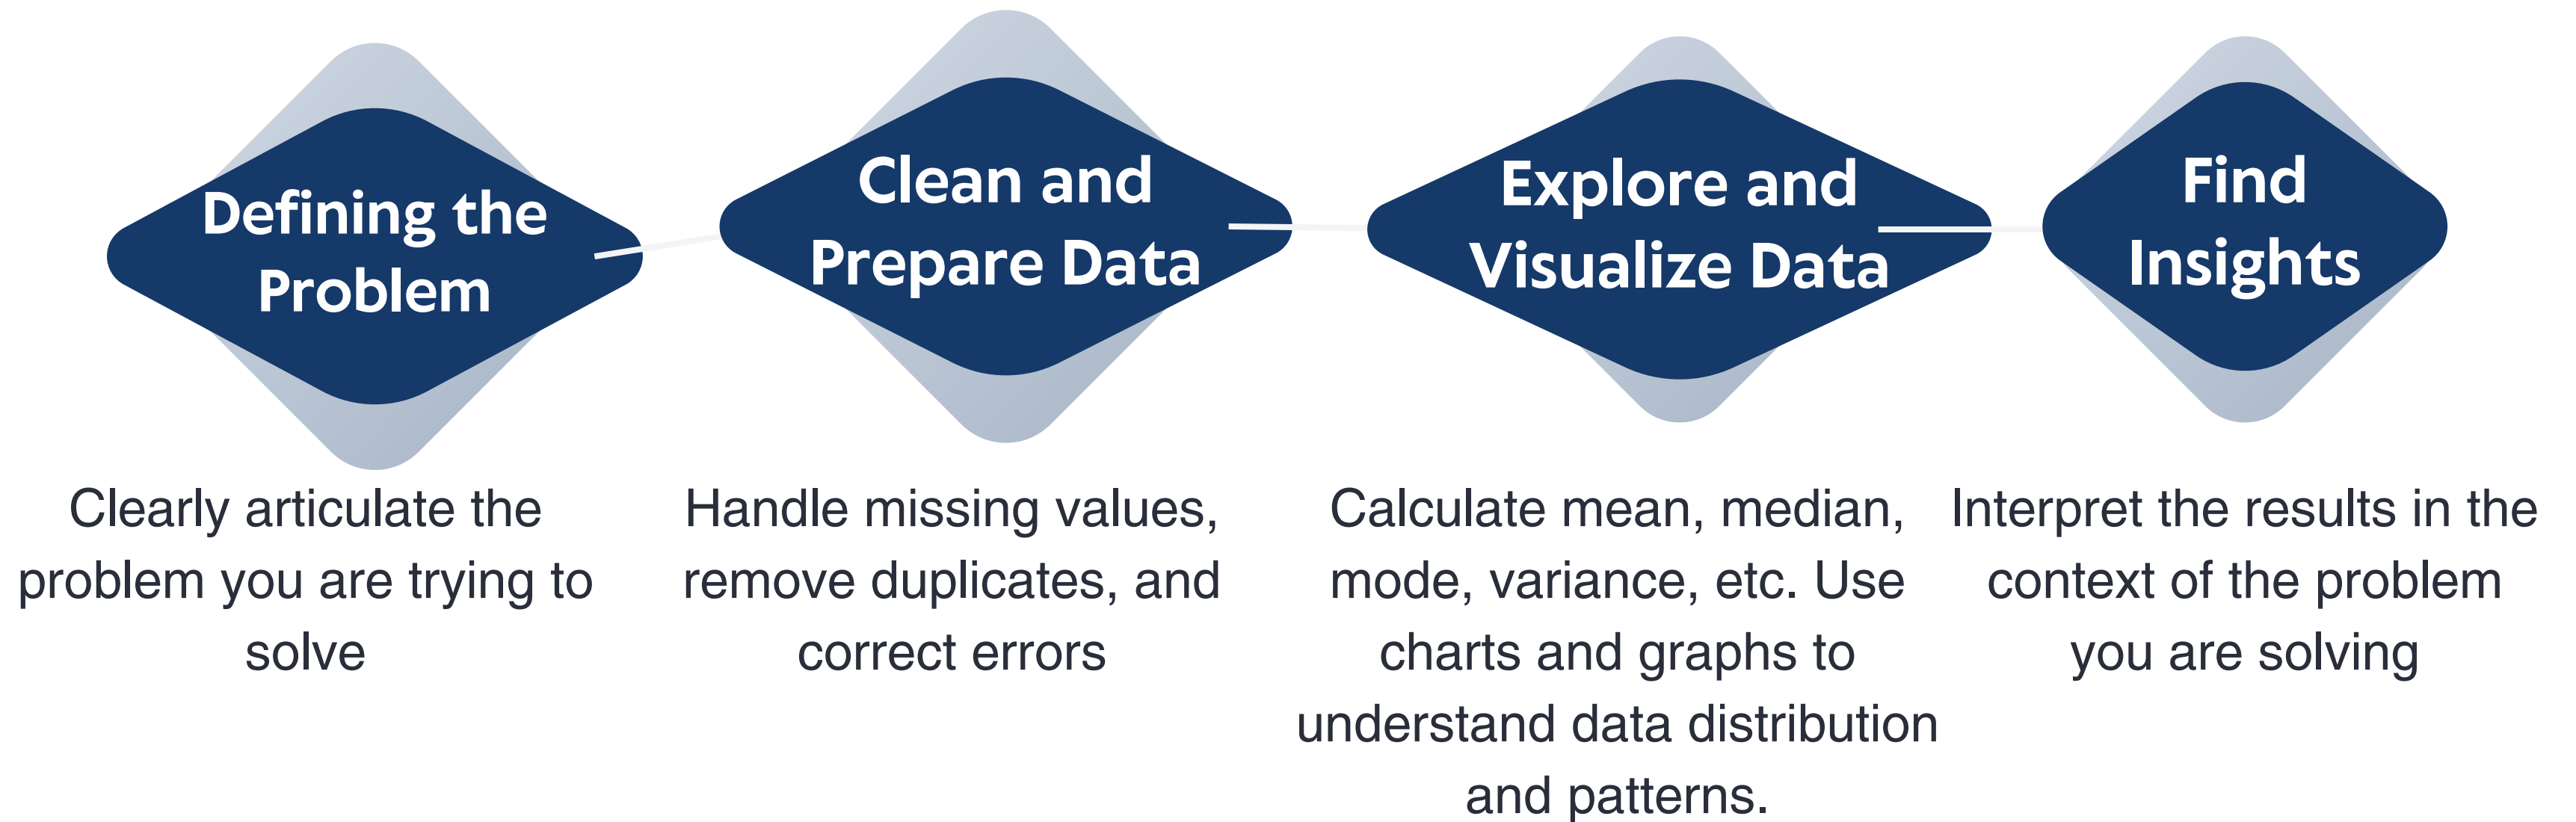 Defining the
Problem
Clean and
Prepare Data
Explore and
Visualize Data
Find
Insights
Clearly articulate the
problem you are trying to
solve
Handle missing values,
remove duplicates, and
correct errors
Calculate mean, median,
mode, variance, etc. Use
charts and graphs to
understand data distribution
and patterns.
Interpret the results in the
context of the problem
you are solving